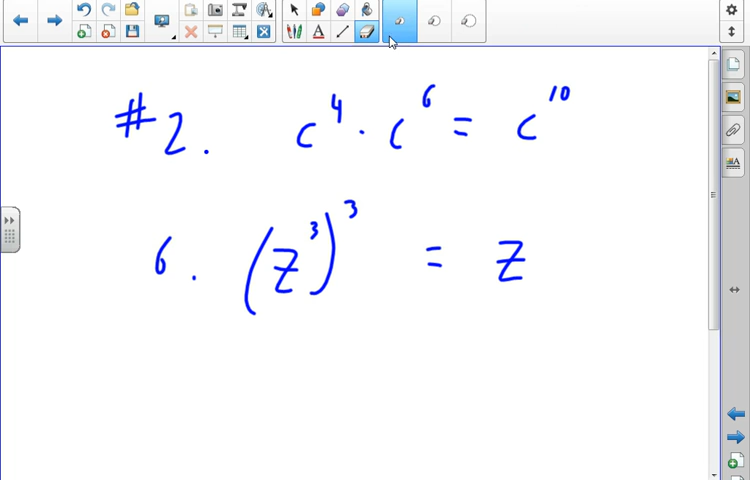 #2. c⁴ · c⁶ = c¹⁰
6. (z³)³ = z